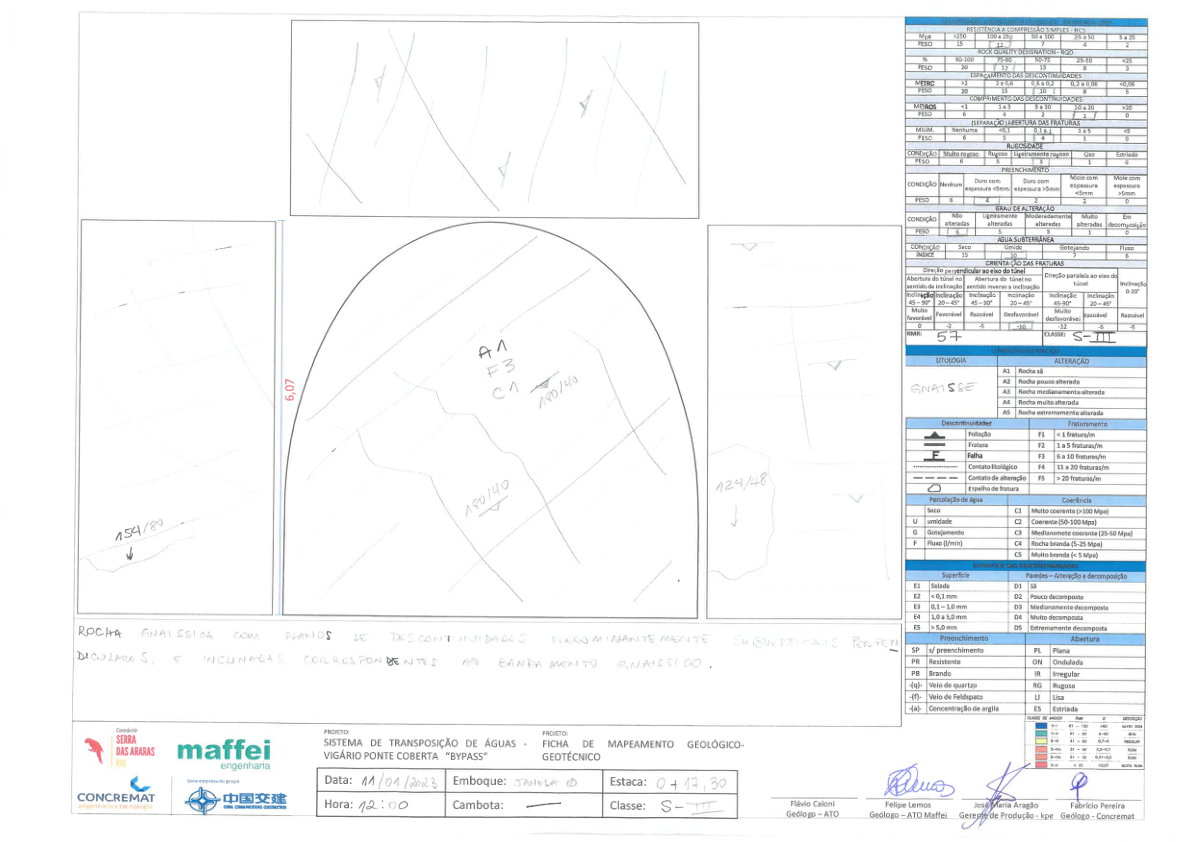 RESISTÊNCIA A COMPRESSÃO SIMPLES - RCS
Mpa >250 100 a 250 50 a 100 25 a 50 5 a 25
PESO 15 12 7 4 2
ROCK QUALITY DESIGNATION - RQD
% 90-100 75-90 50-75 25-50 <25
PESO 20 17 13 8 3
ESPAÇAMENTO DAS DESCONTINUIDADES
METRO >2 2 a 0,6 0,6 a 0,2 0,2 a 0,06 <0,06
PESO 20 15 10 8 5
COMPRIMENTO DAS DESCONTINUIDADES
METROS <1 1 a 3 3 a 10 10 a 20 >20
PESO 6 4 2 1 0
(SEPARAÇÃO) ABERTURA DAS FRATURAS
MILIM. Nenhuma <0,1 0,1 a 1 1 a 5 <5
PESO 6 5 4 1 0
RUGOSIDADE
CONDIÇÃO Muito rugoso Rugoso Ligeiramente rugoso Liso Estriado
PESO 6 5 3 1 0
PREENCHIMENTO
CONDIÇÃO Nenhum Duro com espessura <5mm Duro com espessura >5mm Mole com espessura <5mm Mole com espessura >5mm
PESO 6 4 2 2 0
GRAU DE ALTERAÇÃO
CONDIÇÃO Não alteradas Ligeiramente alteradas Moderadamente alteradas Muito alteradas Em decomposição
PESO 6 5 3 1 0
AGUA SUBTERRÂNEA
CONDIÇÃO Seco Úmido Gotejando Fluxo
ÍNDICE 15 10 7
ORIENTAÇÃO DAS FRATURAS
Direção perpendicular ao eixo do túnel
Abertura do túnel no sentido da inclinação Abertura do túnel no sentido inverso a inclinação Direção paralela ao eixo do túnel Inclinação 0-20°
Inclinação 45 – 90° Inclinação 20 – 45° Inclinação 45 – 90° Inclinação 20 – 45° Inclinação 45-90° Inclinação 20 – 45°
Muito favorável Favorável Razoável Desfavorável Muito desfavorável Razoável Razoável
0 -2 -5 -10 -12 -5 -5
RMR: 57 CLASSE: S-III
LITOLOGIA ALTERAÇÃO
GNAISSE
A1 Rocha sã
A2 Rocha pouco alterada
A3 Rocha medianamente alterada
A4 Rocha muito alterada
A5 Rocha extremamente alterada
Descontinuidades Fraturamento
Foliação F1 < 1 fratura/m
Fratura F2 1 a 5 fraturas/m
F Falha F3 6 a 10 fraturas/m
Contato litológico F4 11 a 20 fraturas/m
Contato de alteração F5 > 20 fraturas/m
Espelho de fratura
Percolação de água Coerência
Seco C1 Muito coerente (>100 Mpa)
U umidade C2 Coerente (50-100 Mpa)
G Gotejamento C3 Medianamete coerente (25-50 Mpa)
F Fluxo (l/min) C4 Rocha branda (5-25 Mpa)
C5 Muito branda (< 5 Mpa)
Superfície Paredes – Alteração e decomposição
E1 Selada D1 Sã
E2 < 0,1 mm D2 Pouco decomposta
E3 0,1 – 1,0 mm D3 Medianamente decomposta
E4 1,0 a 5,0 mm D4 Muito decomposta
E5 > 5,0 mm D5 Extremamente decomposta
Preenchimento Abertura
SP s/ preenchimento PL Plana
PR Resistente ON Ondulada
PB Brando IR Irregular
-(q)- Veio de quartzo RG Rugosa
-(f)- Veio de Feldspato LI Lisa
-(a)- Concentração de argila ES Estriada
6,07
A1
F3
C1
180/40
180/40
154/80
124/48
ROCHA GNAISSICA COM PLANOS DE DESCONTINUIDADES PREDOMINANTEMENTE SUBVERTICAIS PERPEN
DICULARES, E INCLINADAS CORRESPONDENTES AO BANDAMENTO GNAISSICO.
Consórcio
SERRA
DAS ARARAS
maffei
engenharia
CONCREMAT
engenharia e tecnologia
Uma empresa do grupo
中国交建
PROJETO:
SISTEMA DE TRANSPOSIÇÃO DE ÁGUAS -
VIGÁRIO PONTE COBERTA "BYPASS"
PROJETO:
FICHA DE MAPEAMENTO GEOLÓGICO-
GEOTÉCNICO
Data: 11/01/2023 Emboque: JANELA Estaca: 0+17,30
Hora: 12:00 Cambota: — Classe: S-III
Flávio Caloni
Geólogo – ATO
Felipe Lemos
Geólogo – ATO Maffei
José Maria Aragão
Gerente de Produção - kpe
Fabrício Pereira
Geólogo - Concremat